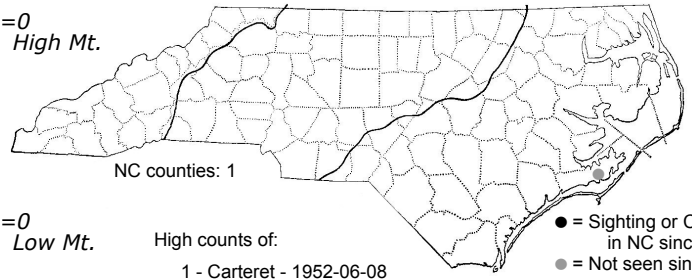 =0
High Mt.
NC counties: 1
=0
Low Mt.
High counts of:
1 - Carteret - 1952-06-08
● = Sighting or
in NC sinc
● = Not seen sin